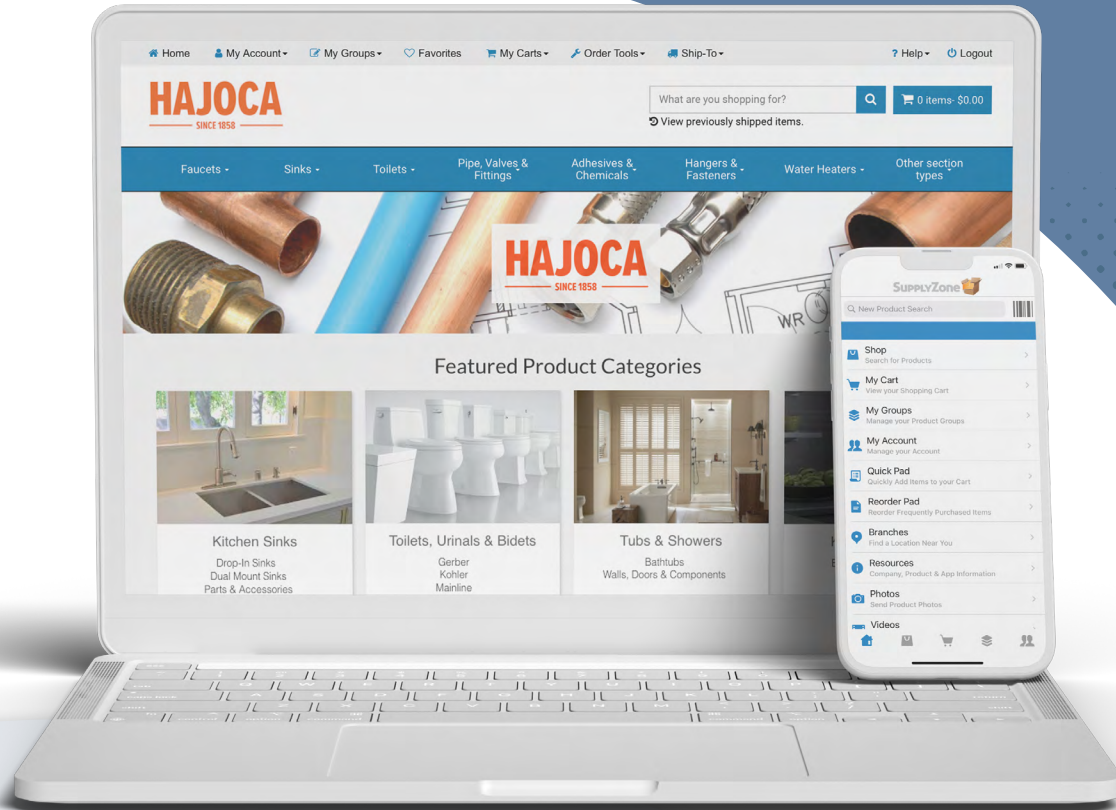 Home My Account My Groups Favorites My Carts Order Tools Ship-To ? Help Logout
HAJOCA
SINCE 1858
What are you shopping for?
0 items- $0.00
View previously shipped items.
Faucets Sinks Toilets Pipe, Valves & Fittings Adhesives & Chemicals Hangers & Fasteners Water Heaters Other section types
HAJOCA
SINCE 1858
WR
Featured Product Categories
Kitchen Sinks
Drop-In Sinks
Dual Mount Sinks
Parts & Accessories
Toilets, Urinals & Bidets
Gerber
Kohler
Mainline
Tubs & Showers
Bathtubs
Walls, Doors & Components
SUPPLYZONE
New Product Search
Shop
Search for Products
My Cart
View your Shopping Cart
My Groups
Manage your Product Groups
My Account
Manage your Account
Quick Pad
Quickly Add Items to your Cart
Reorder Pad
Reorder Frequently Purchased Items
Branches
Find a Location Near You
Resources
Company, Product & App Information
Photos
Send Product Photos
Videos